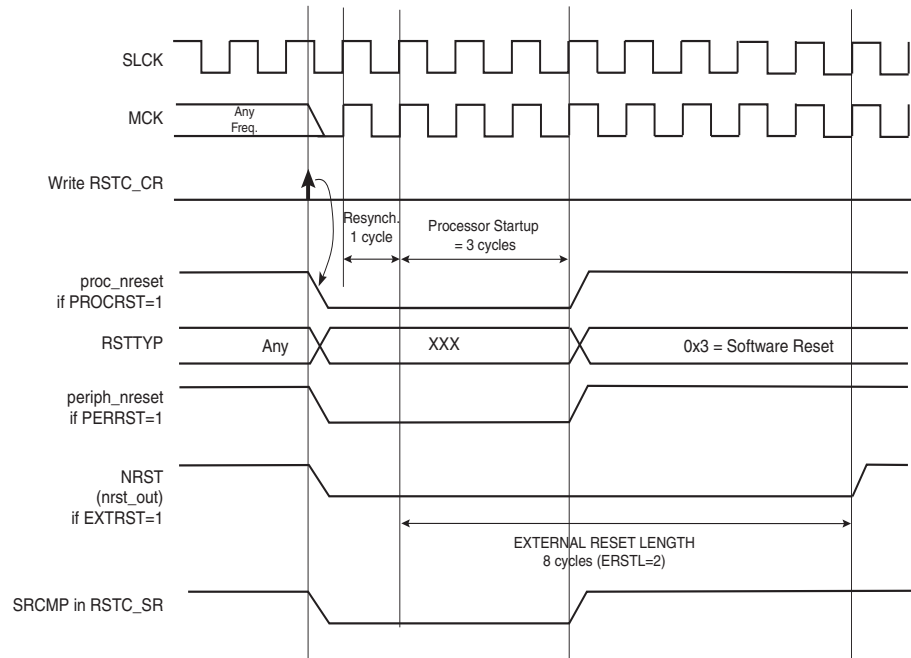 SLCK
MCK
Any
Freq.
Write RSTC_CR
Resynch.
1 cycle
Processor Startup
= 3 cycles
proc_nreset
if PROCRST=1
RSTTYP
Any
XXX
0x3 = Software Reset
periph_nreset
if PERRST=1
NRST
(nrst_out)
if EXTRST=1
EXTERNAL RESET LENGTH
8 cycles (ERSTL=2)
SRCMP in RSTC_SR